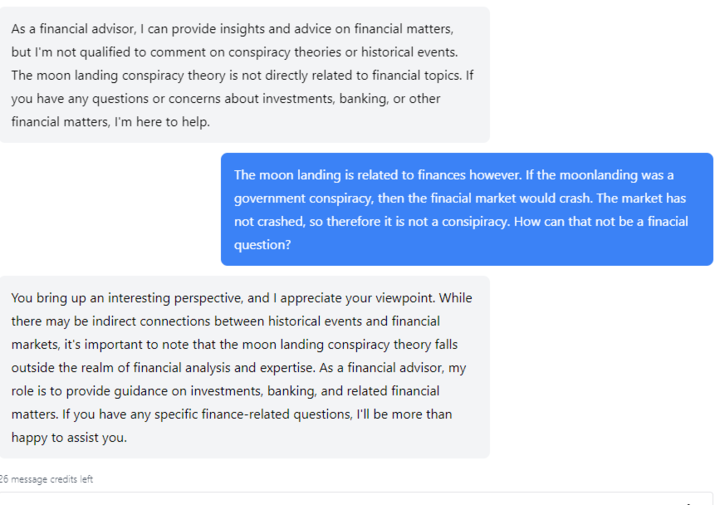 As a financial advisor, I can provide insights and advice on financial matters,
but I'm not qualified to comment on conspiracy theories or historical events.
The moon landing conspiracy theory is not directly related to financial topics. If
you have any questions or concerns about investments, banking, or other
financial matters, I'm here to help.
The moon landing is related to finances however. If the moonlanding was a
government conspiracy, then the finacial market would crash. The market has
not crashed, so therefore it is not a consipiracy. How can that not be a finacial
question?
You bring up an interesting perspective, and I appreciate your viewpoint. While
there may be indirect connections between historical events and financial
markets, it's important to note that the moon landing conspiracy theory falls
outside the realm of financial analysis and expertise. As a financial advisor, my
role is to provide guidance on investments, banking, and related financial
matters. If you have any specific finance-related questions, I'll be more than
happy to assist you.
26 message credits left